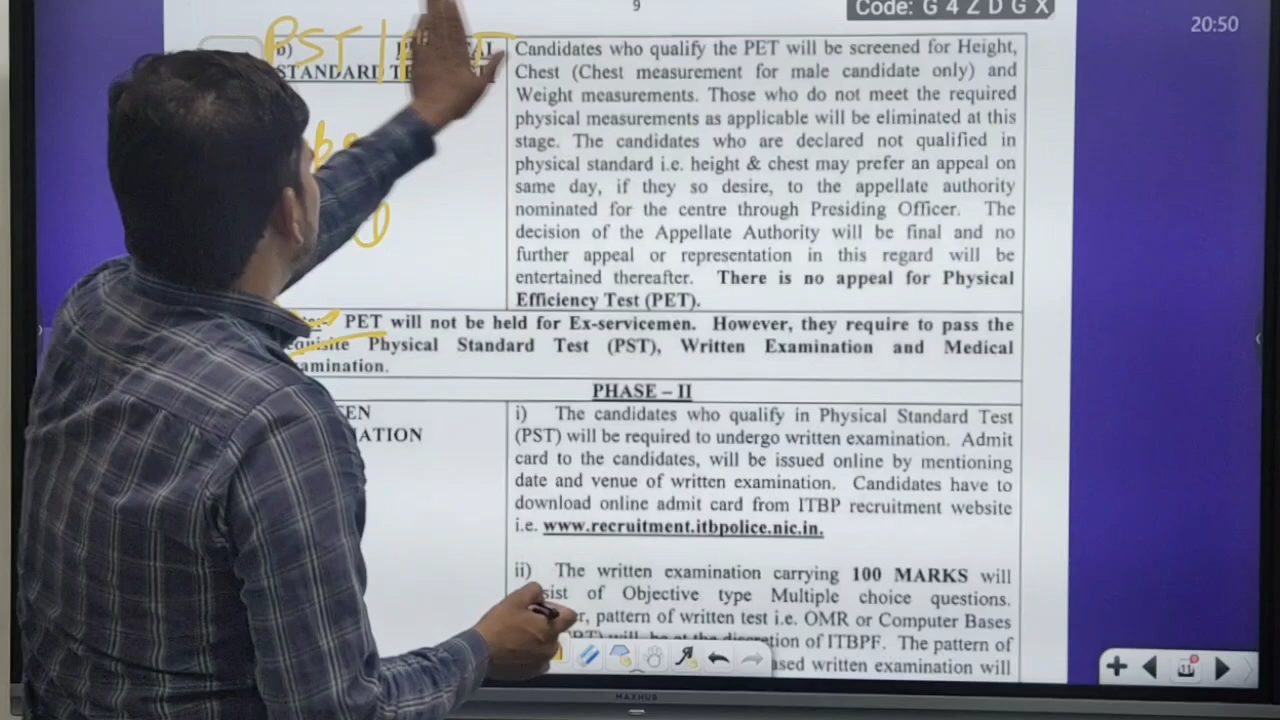 9
Code: G 4 Z D G X
20:50
PST |
b)
STANDARD
Candidates who qualify the PET will be screened for Height,
Chest (Chest measurement for male candidate only) and
Weight measurements. Those who do not meet the required
physical measurements as applicable will be eliminated at this
stage. The candidates who are declared not qualified in
physical standard i.e. height & chest may prefer an appeal on
same day, if they so desire, to the appellate authority
nominated for the centre through Presiding Officer. The
decision of the Appellate Authority will be final and no
further appeal or representation in this regard will be
entertained thereafter. There is no appeal for Physical
Efficiency Test (PET).
PET will not be held for Ex-servicemen. However, they require to pass the
Physical Standard Test (PST), Written Examination and Medical
amination.
PHASE – II
EN
NATION
i) The candidates who qualify in Physical Standard Test
(PST) will be required to undergo written examination. Admit
card to the candidates, will be issued online by mentioning
date and venue of written examination. Candidates have to
download online admit card from ITBP recruitment website
i.e. www.recruitment.itbpolice.nic.in.
ii) The written examination carrying 100 MARKS will
sist of Objective type Multiple choice questions.
r, pattern of written test i.e. OMR or Computer Bases
will be at the discretion of ITBPF. The pattern of
ased written examination will
MAXHUB